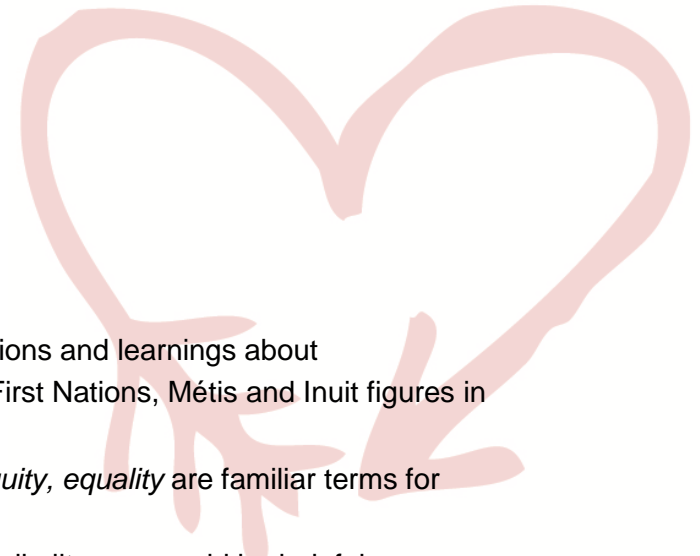 ions and learnings about
First Nations, Métis and Inuit figures in
uity, equality are familiar terms for